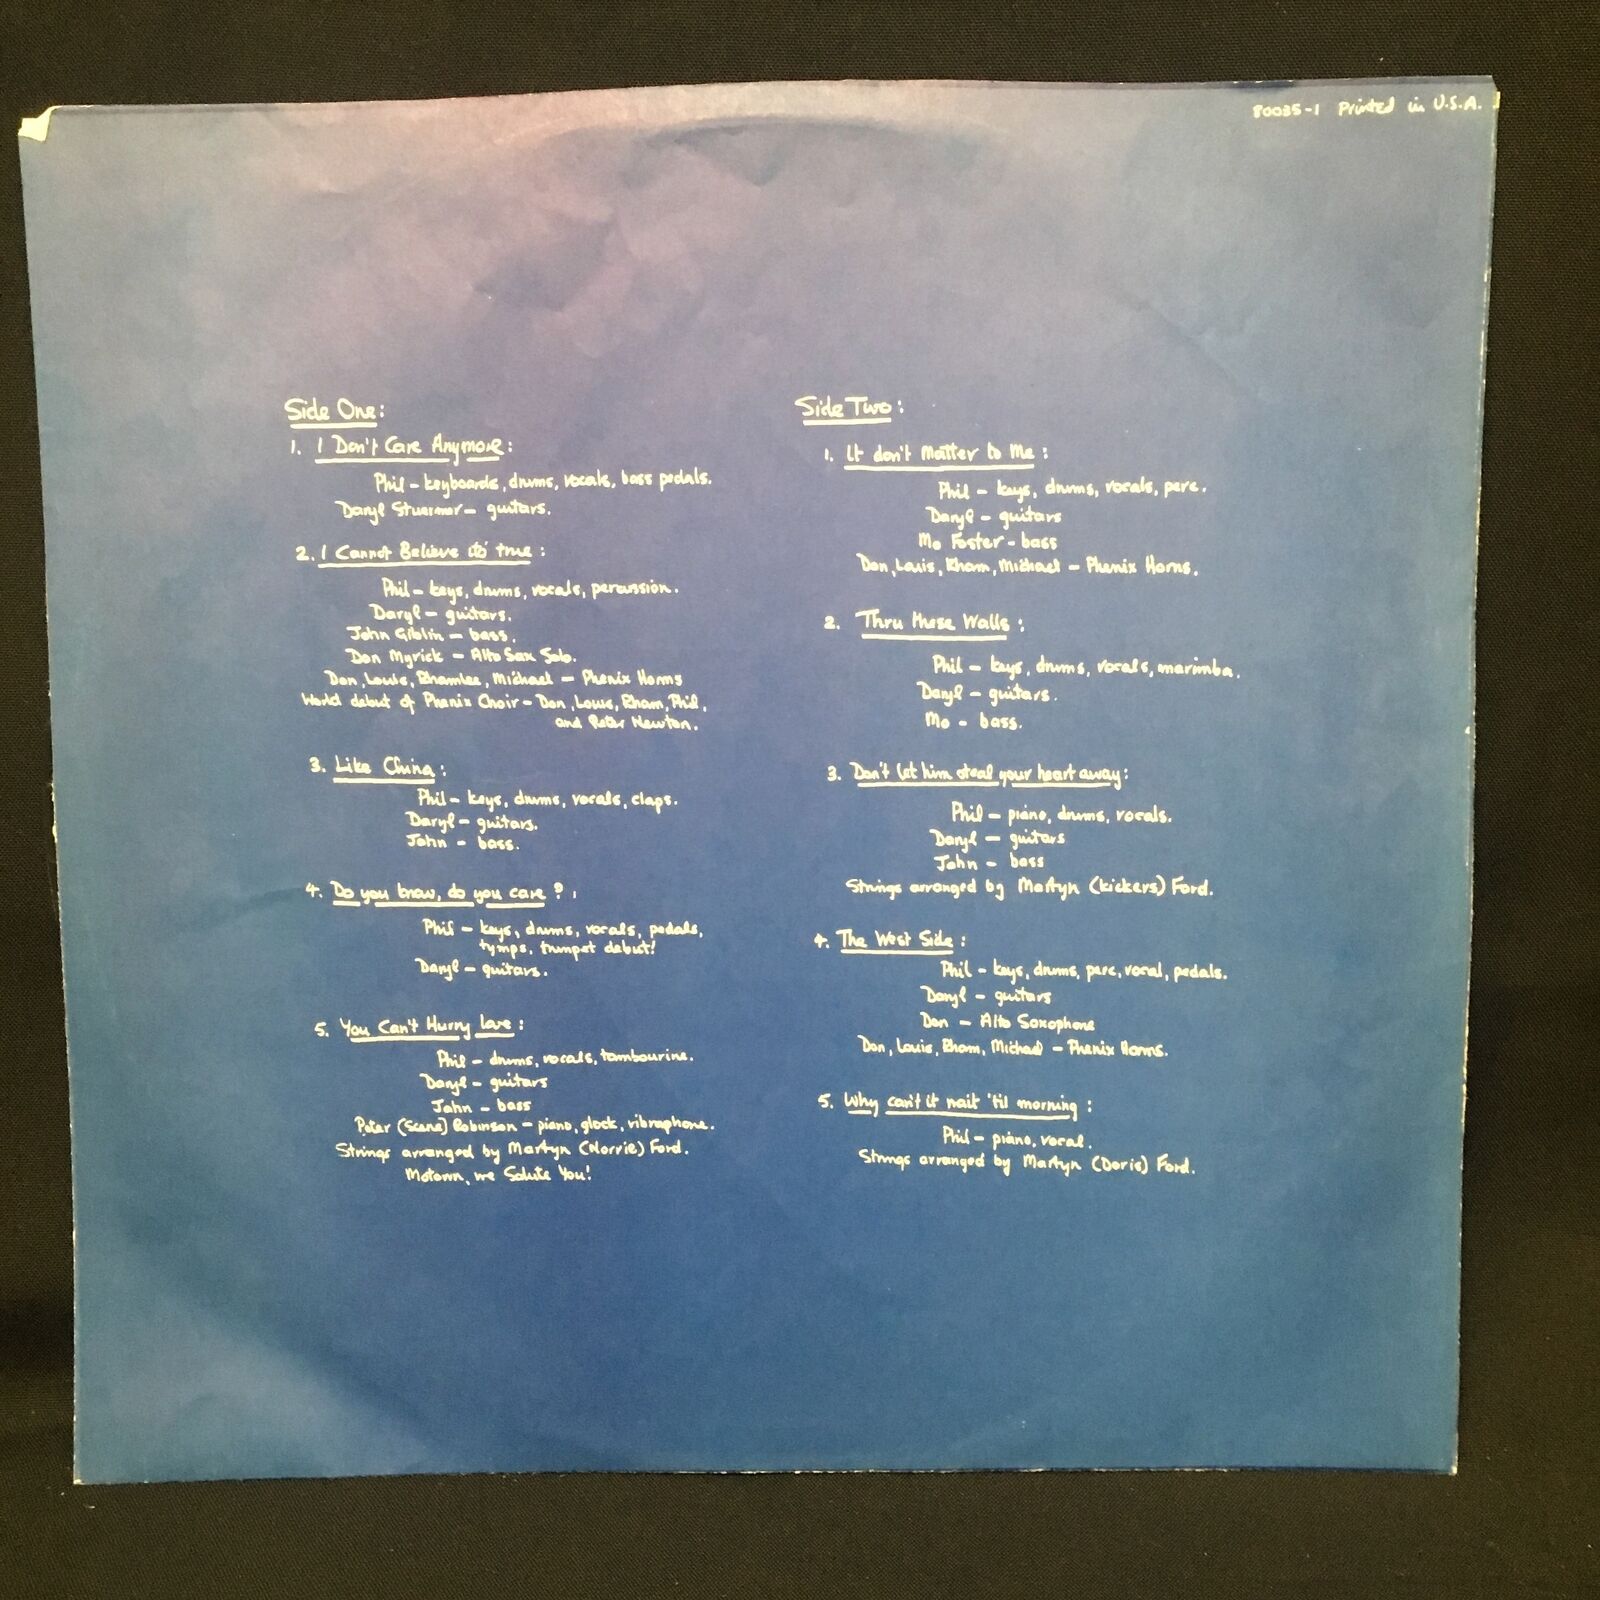 80035-1 Printed in U.S.A.
Side One:
1. I Don't Care Anymore:
Phil - keyboards, drums, vocals, bass pedals.
Daryl Stuermer - guitars.
2. I Cannot Believe its' true:
Phil - keys, drums, vocals, percussion.
Daryl - guitars.
John Giblin - bass.
Don Myrick - Alto Sax Solo.
Don, Louis, Rhamlee, Michael - Phenix Horns
World debut of Phenix Choir - Don, Louis, Rham, Phil,
and Peter Newton.
3. Like China:
Phil - keys, drums, vocals, claps.
Daryl - guitars.
John - bass.
4. Do you know, do you care?:
Phil - keys, drums, vocals, pedals,
tymps, trumpet debut!
Daryl - guitars.
5. You Can't Hurry Love:
Phil - drums, vocals, tambourine.
Daryl - guitars
John - bass
Peter (Scene) Robinson - piano, glock, vibraphone.
Strings arranged by Martyn (Norrie) Ford.
Motown, we Salute You!
Side Two:
1. It don't Matter to Me:
Phil - keys, drums, vocals, perc.
Daryl - guitars
Mo Foster - bass
Don, Louis, Rham, Michael - Phenix Horns.
2. Thru these Walls:
Phil - keys, drums, vocals, marimba.
Daryl - guitars.
Mo - bass.
3. Don't let him steal your heart away:
Phil - piano, drums, vocals.
Daryl - guitars
John - bass
Strings arranged by Martyn (kickers) Ford.
4. The West Side:
Phil - keys, drums, perc, vocal, pedals.
Daryl - guitars
Don - Alto Saxophone
Don, Louis, Rham, Michael - Phenix Horns.
5. Why can't it wait 'til morning:
Phil - piano, vocal.
Strings arranged by Martyn (Doris) Ford.